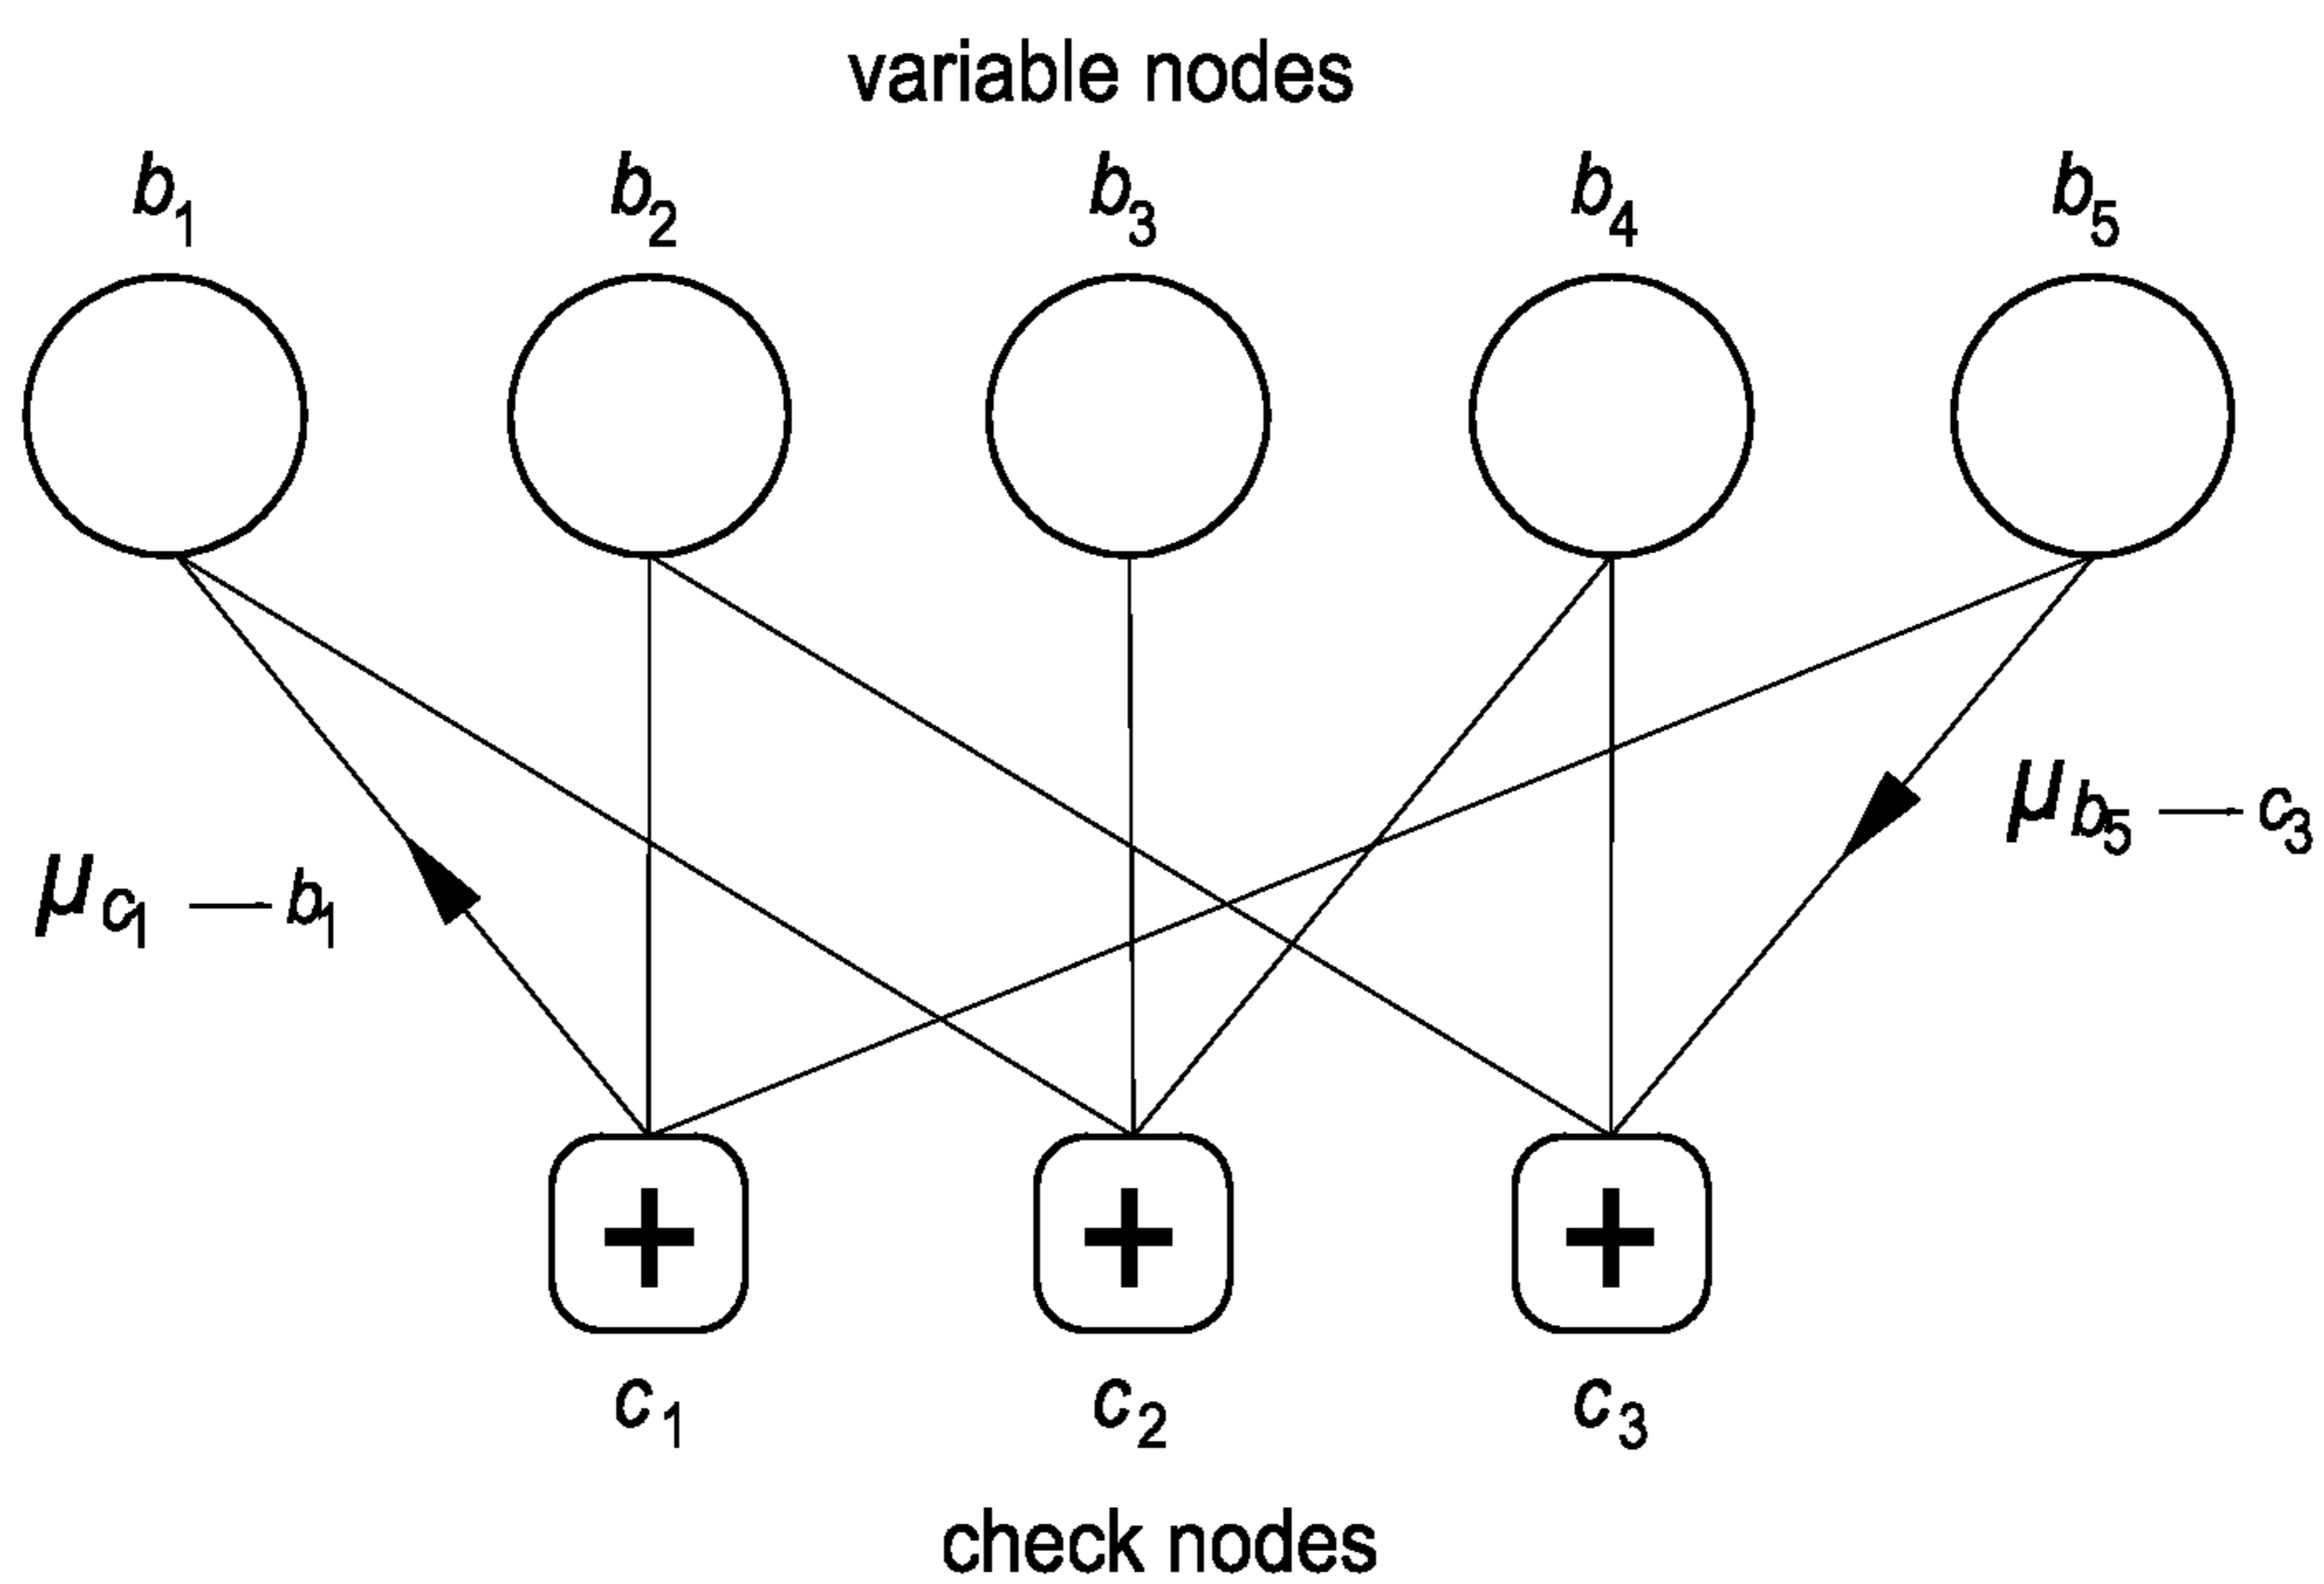 variable nodes
b1 b2 b3 b4 b5
μb5 — c3
μc1 — b1
+ + +
c1 c2 c3
check nodes